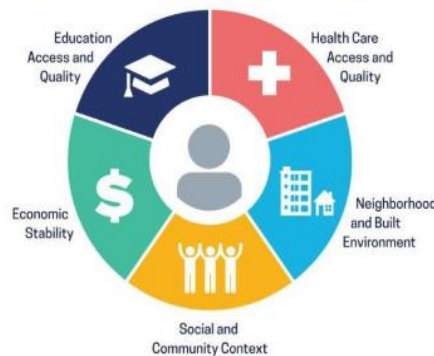 Education
Access and
Quality
Health Care
Access and
Quality
Economic
Stability
$
Neighborhood
and Built
Environment
Social and
Community Context